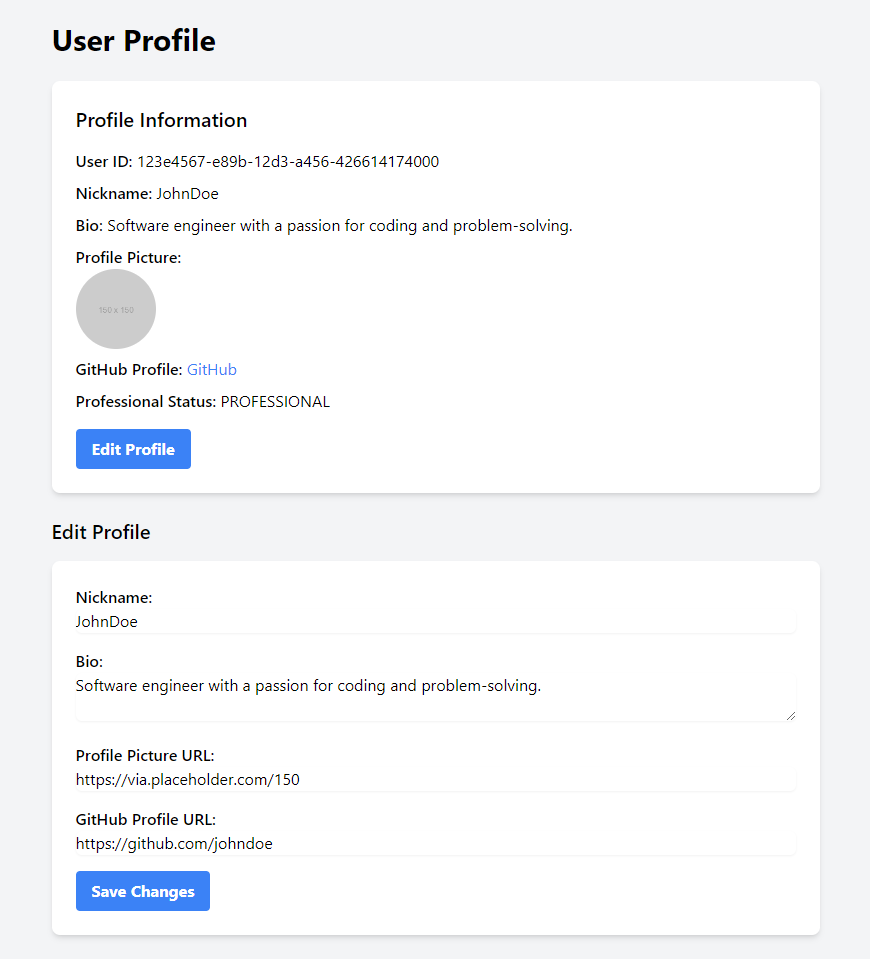 User Profile
Profile Information
User ID: 123e4567-e89b-12d3-a456-426614174000
Nickname: JohnDoe
Bio: Software engineer with a passion for coding and problem-solving.
Profile Picture:
150 x 150
GitHub Profile: GitHub
Professional Status: PROFESSIONAL
Edit Profile
Edit Profile
Nickname:
JohnDoe
Bio:
Software engineer with a passion for coding and problem-solving.
Profile Picture URL:
https://via.placeholder.com/150
GitHub Profile URL:
https://github.com/johndoe
Save Changes